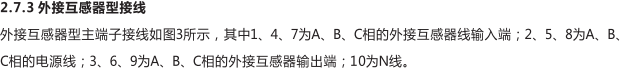 2.7.3 外接互感器型接线
外接互感器型主端子接线如图3所示，其中1、4、7为A、B、C相的外接互感器线输入端；2、5、8为A、B、
C相的电源线；3、6、9为A、B、C相的外接互感器输出端；10为N线。